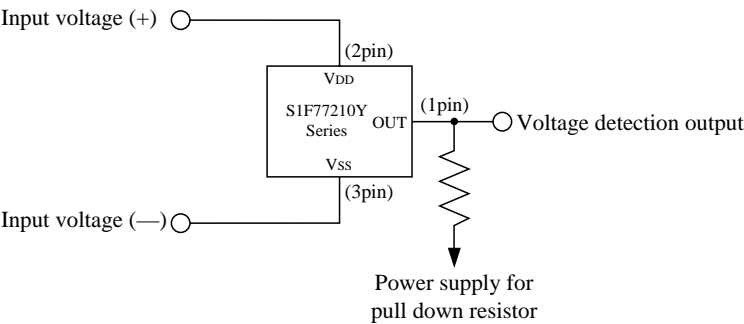 Input voltage (+)
(2pin)
VDD
S1F77210Y
Series
OUT
(1pin)
Voltage detection output
VSS
(3pin)
Input voltage (—)
Power supply for
pull down resistor